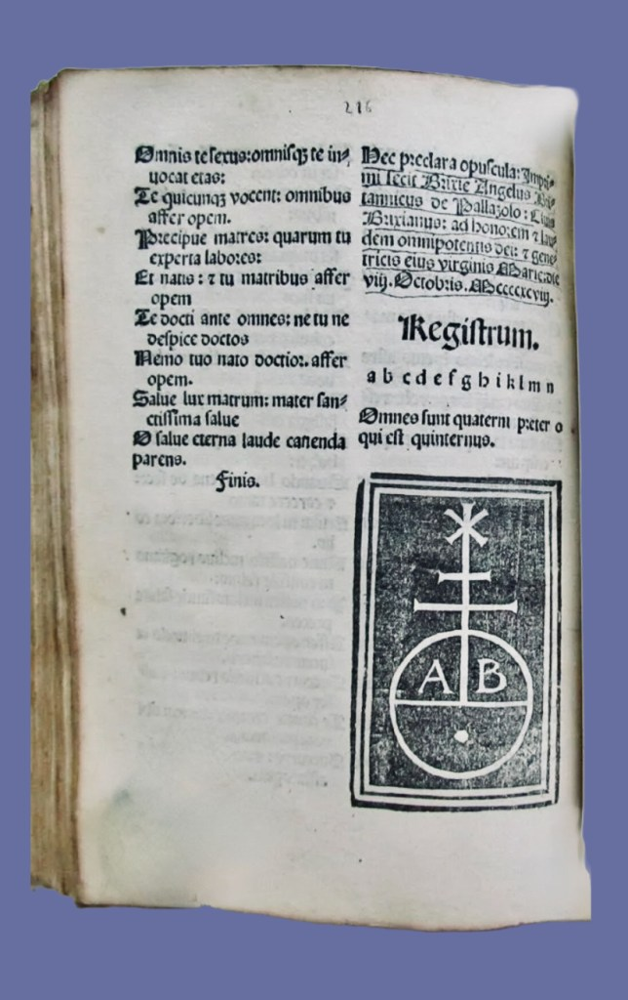 216
Omnis te sexus: omnisqꝫ te in-
uocat etas:
Te quicunqꝫ vocent: omnibus
affer opem.
Precipue matres: quarum tu
experta labores:
Et natis: ⁊ tu matribus affer
opem
Te docti ante omnes: ne tu ne
despice doctos
Nemo tuo nato doctior. affer
opem.
Salue lux matrum: mater san-
ctissima salue
O salue eterna laude canenda
parens.
Finis.
Hec preclara opuscula: Impri-
mi fecit Brixie Angelus Bri-
tannicus de Pallazolo: Ciuis
Brixianus: ad honorem ⁊ lau
dem omnipotentis dei: ⁊ gene
tricis eius virginis Marie: die
viij. Octobris. Mccccxcviij.
Registrum.
a b c d e f g h i k l m n
Omnes sunt quaterni preter o
qui est quinternus.
A B